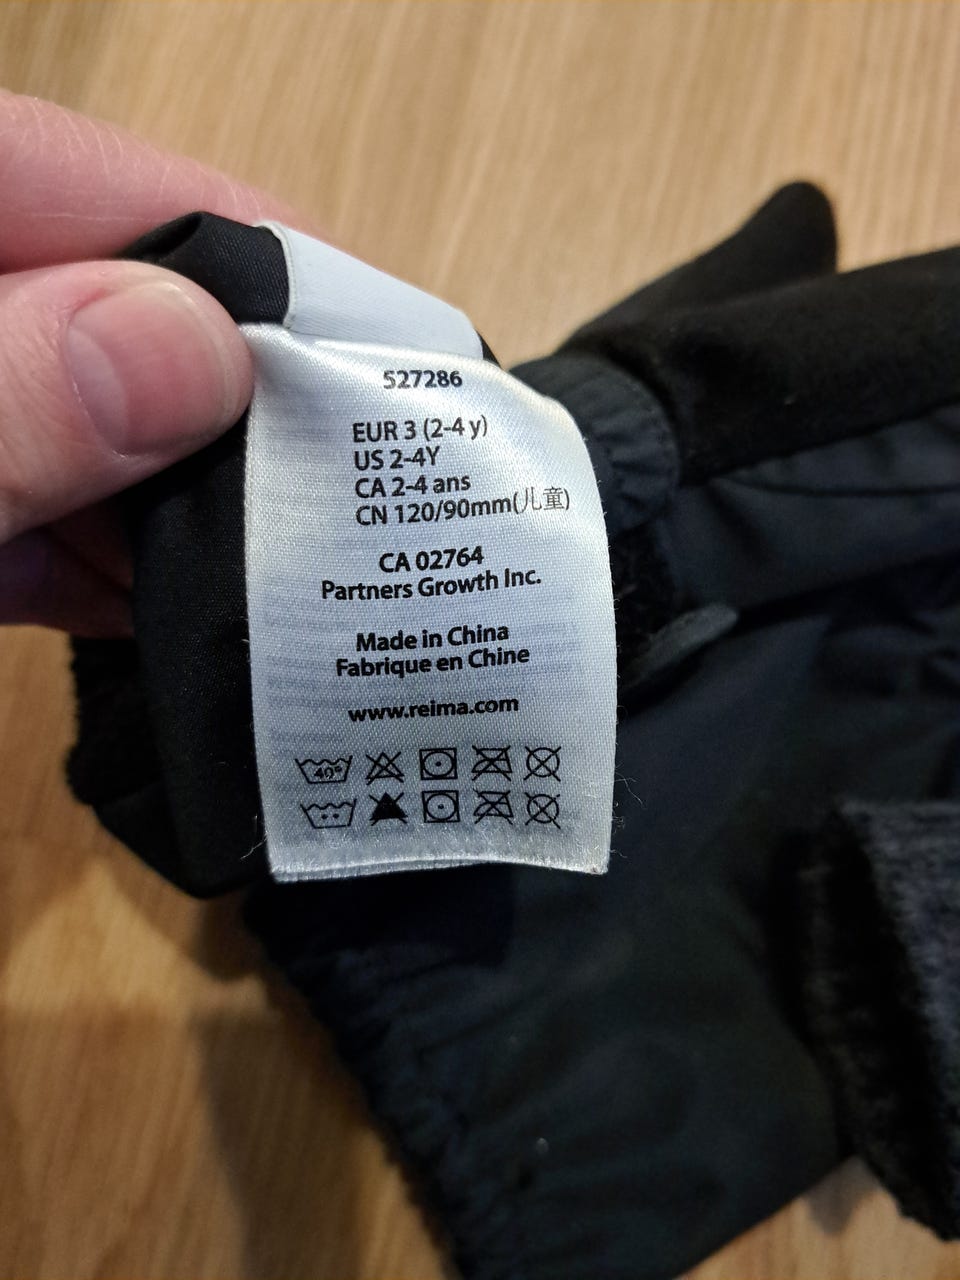 527286
EUR 3 (2-4 y)
US 2-4Y
CA 2-4 ans
CN 120/90mm(儿童)
CA 02764
Partners Growth Inc.
Made in China
Fabrique en Chine
www.reima.com
40°